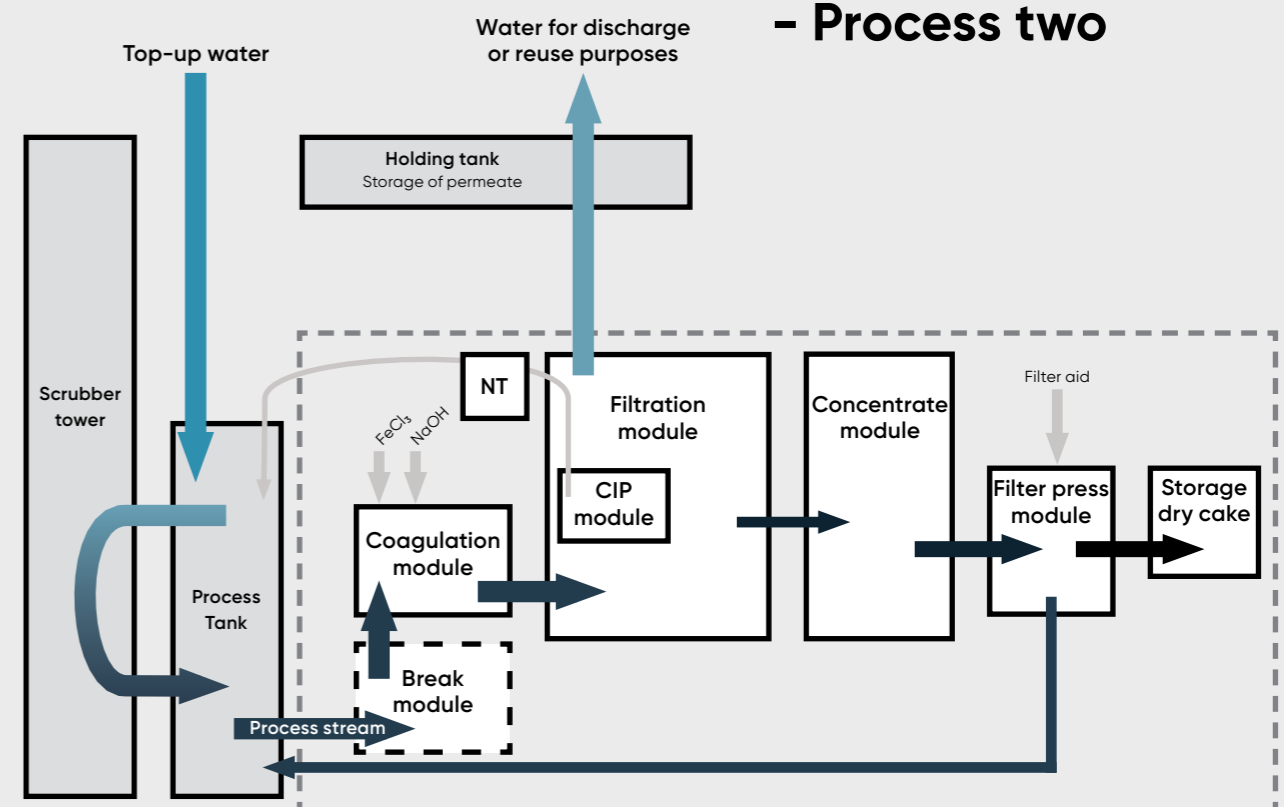 - Process two
Water for discharge
or reuse purposes
Top-up water
Holding tank
Storage of permeate
Scrubber
tower
NT
Filtration
module
Concentrate
module
Filter aid
FeCl₃
NaOH
CIP
module
Filter press
module
Storage
dry cake
Coagulation
module
Process
Tank
Break
module
Process stream